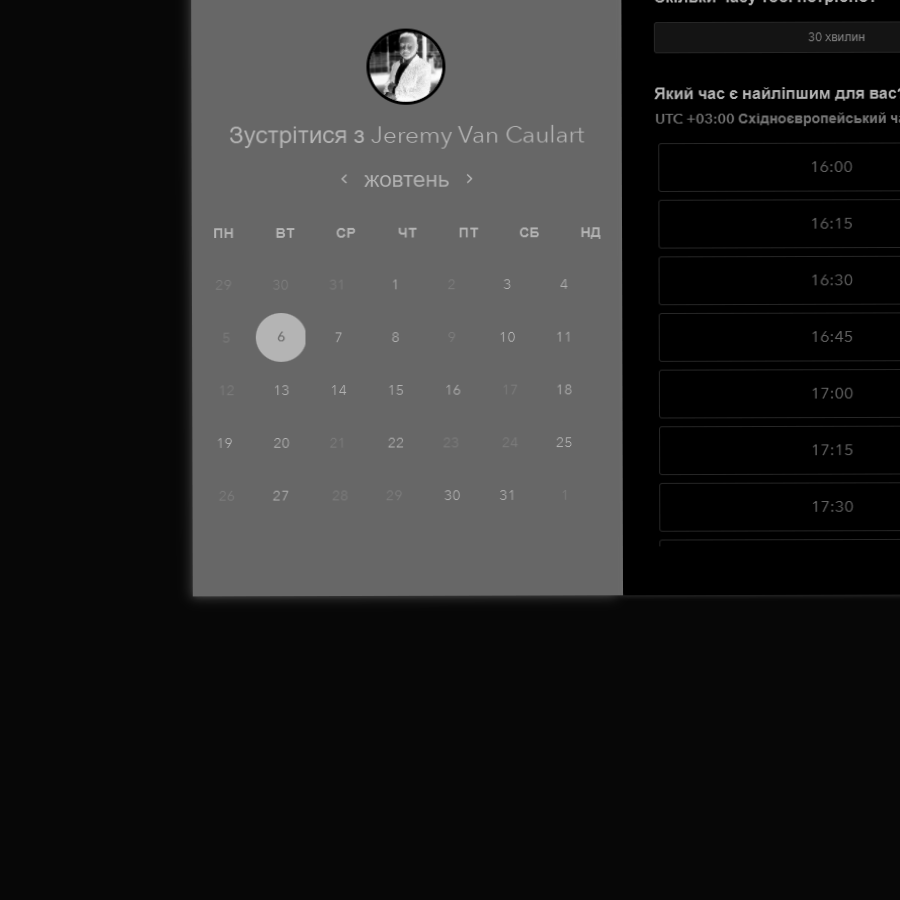 Зустрітися з Jeremy Van Caulart
жовтень
ПН ВТ СР ЧТ ПТ СБ НД
29 30 31 1 2 3 4
5 6 7 8 9 10 11
12 13 14 15 16 17 18
19 20 21 22 23 24 25
26 27 28 29 30 31 1
30 хвилин
Який час є найліпшим для вас?
UTC +03:00 Східноєвропейський
16:00
16:15
16:30
16:45
17:00
17:15
17:30